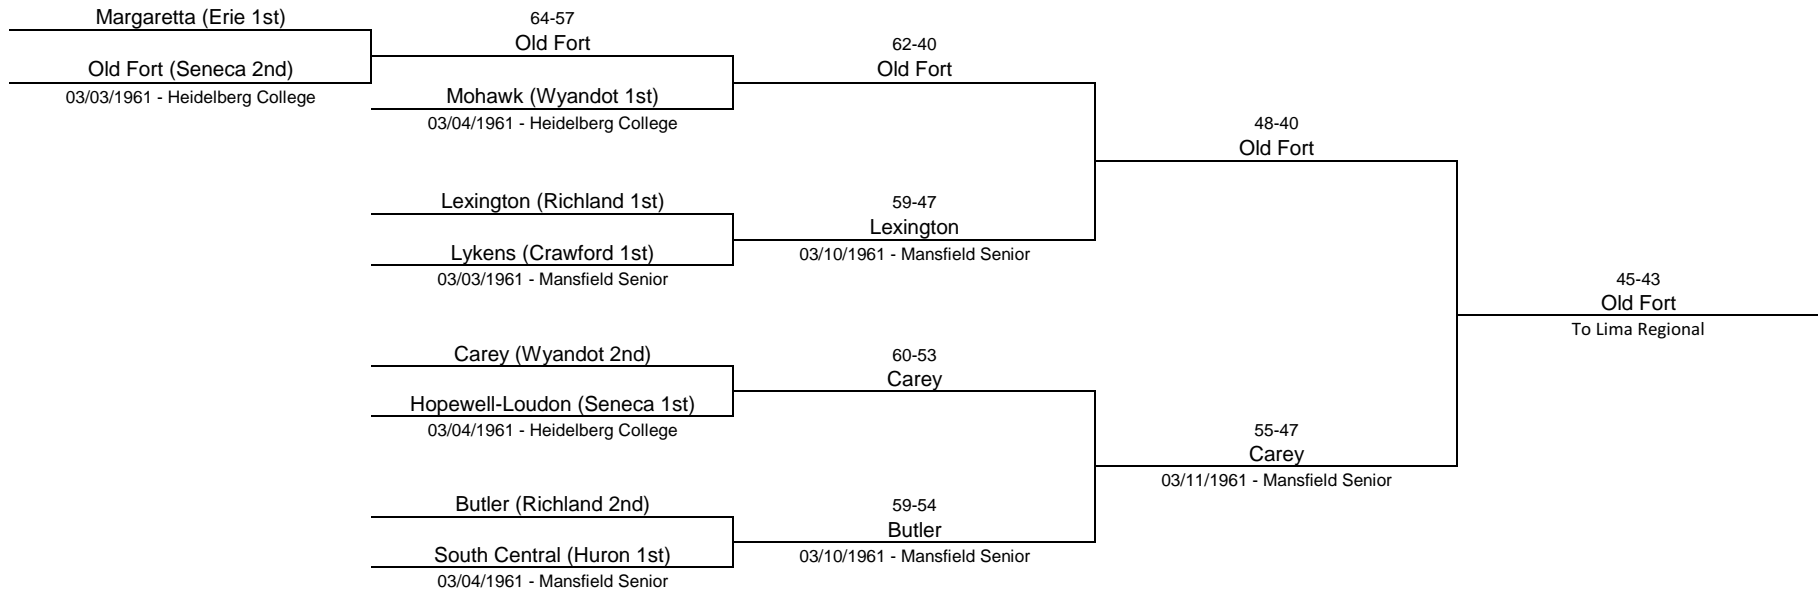 Margaretta (Erie 1st)
Old Fort (Seneca 2nd)
03/03/1961 - Heidelberg College
64-57
Old Fort
Mohawk (Wyandot 1st)
03/04/1961 - Heidelberg College
Lexington (Richland 1st)
Lykens (Crawford 1st)
03/03/1961 - Mansfield Senior
Carey (Wyandot 2nd)
Hopewell-Loudon (Seneca 1st)
03/04/1961 - Heidelberg College
Butler (Richland 2nd)
South Central (Huron 1st)
03/04/1961 - Mansfield Senior
62-40
Old Fort
59-47
Lexington
03/10/1961 - Mansfield Senior
60-53
Carey
59-54
Butler
03/10/1961 - Mansfield Senior
48-40
Old Fort
55-47
Carey
03/11/1961 - Mansfield Senior
45-43
Old Fort
To Lima Regional